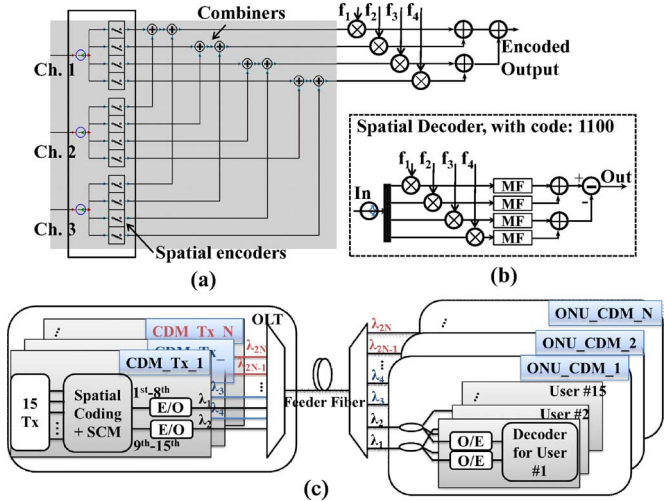 Combiners
f1 f2 f3 f4
Ch. 1
Ch. 2
Ch. 3
Encoded
Output
Spatial encoders
(a)
Spatial Decoder, with code: 1100
f1 f2 f3 f4
In
MF
MF
MF
MF
+
-
Out
(b)
CDM_Tx_N
CDM_Tx_
CDM_Tx_1
OLT
15
Tx
Spatial
Coding
+ SCM
1st-8th
E/O
E/O
9th-15th
λ2N
λ2N-1
λ3
λ1
λ4
λ2
Feeder Fiber
λ2N
λ2N-1
λ4
λ3
λ2
λ1
ONU_CDM_N
ONU_CDM_2
ONU_CDM_1
User #15
User #2
O/E
O/E
Decoder
for User
#1
(c)